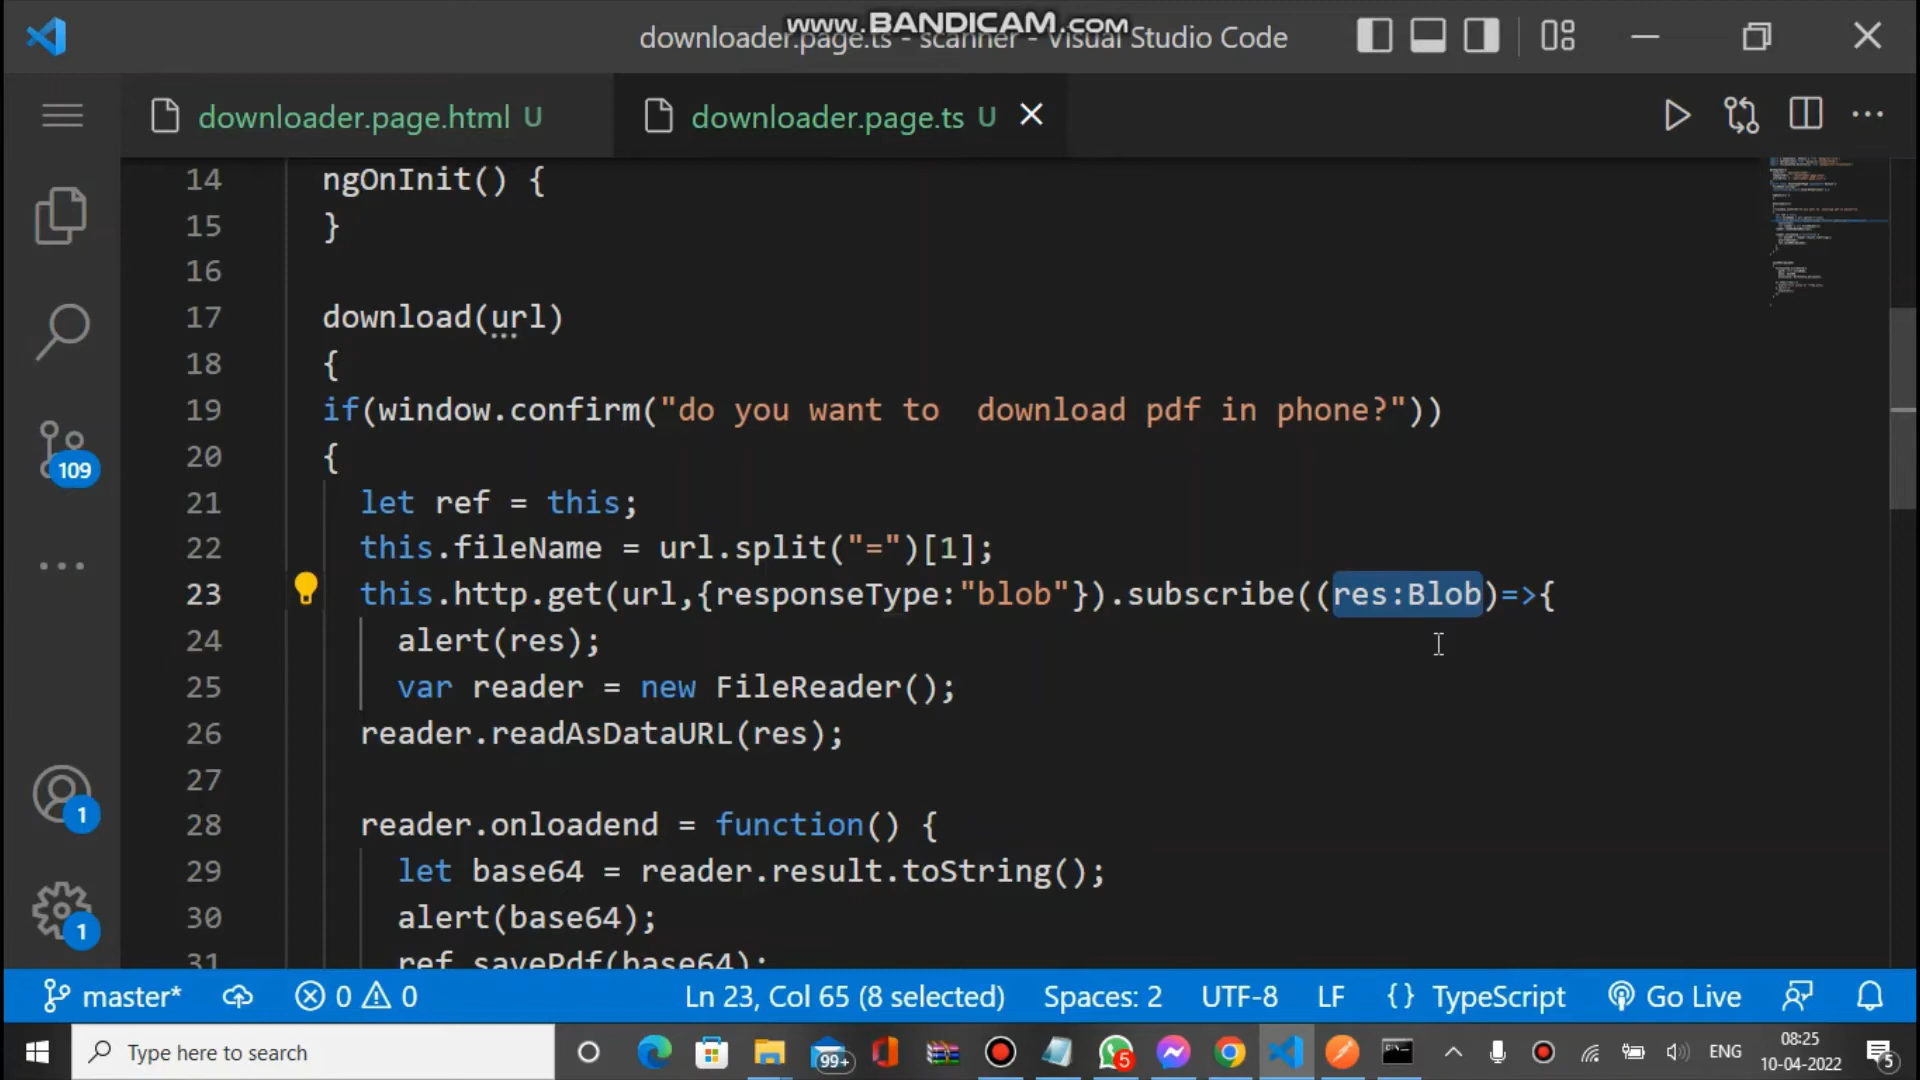 www.BANDICAM.com
downloader.page.ts - scanner - Visual Studio Code
downloader.page.html U
downloader.page.ts U
14 ngOnInit() {
15 }
16
17 download(url)
18 {
19 if(window.confirm("do you want to  download pdf in phone?"))
20 {
21 let ref = this;
22 this.fileName = url.split("=")[1];
23 this.http.get(url,{responseType:"blob"}).subscribe((res:Blob)=>{
24 alert(res);
25 var reader = new FileReader();
26 reader.readAsDataURL(res);
27
28 reader.onloadend = function() {
29 let base64 = reader.result.toString();
30 alert(base64);
31 ref.savePdf(base64);
109
1
1
master* 0 0 Ln 23, Col 65 (8 selected) Spaces: 2 UTF-8 LF {} TypeScript Go Live
Type here to search
99+
5
ENG
08:25
10-04-2022
5